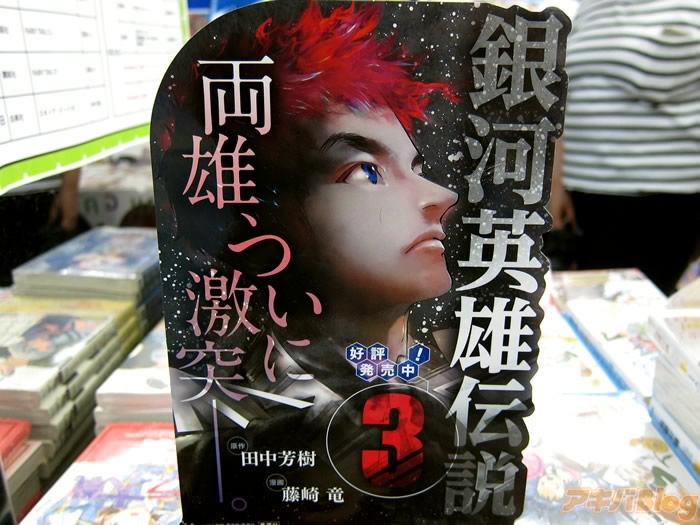 銀河英雄伝説
両雄、ついに
激突――。
好評
発売中!
3
原作
田中芳樹
漫画
藤崎 竜
アキバBlog